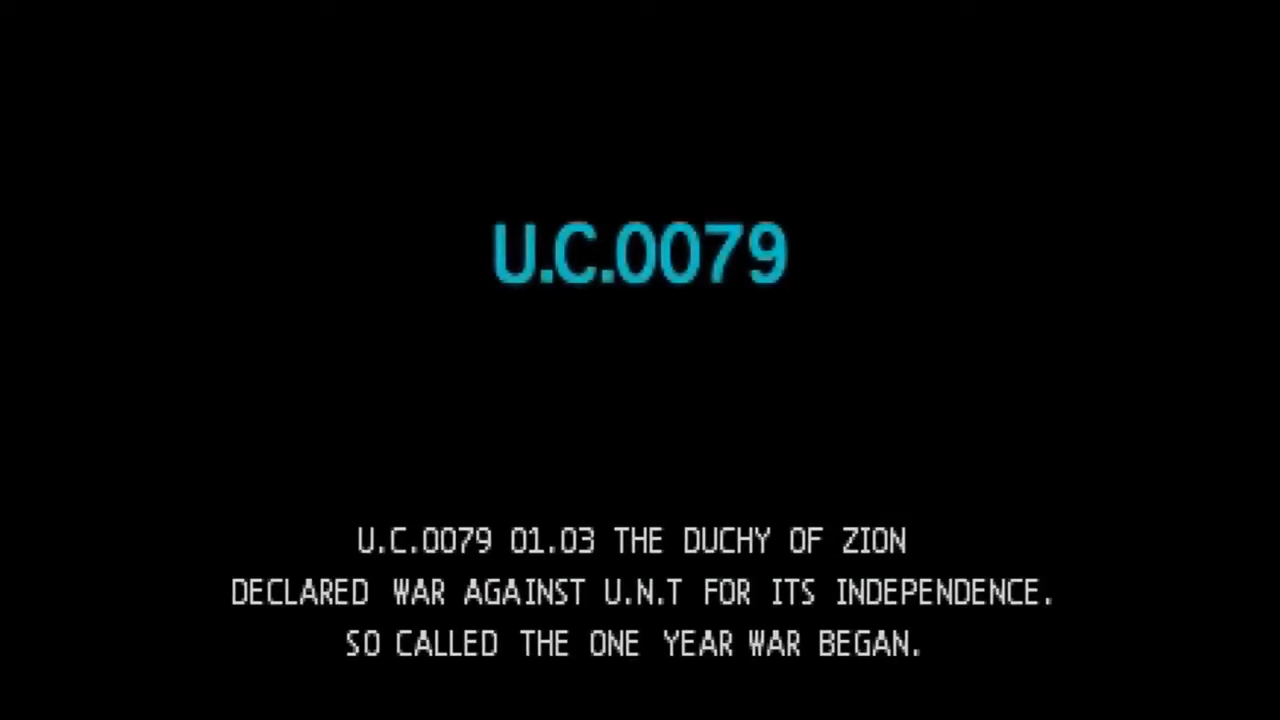 U.C.0079
U.C.0079 01.03 THE DUCHY OF ZION
DECLARED WAR AGAINST U.N.T FOR ITS INDEPENDENCE.
SO CALLED THE ONE YEAR WAR BEGAN.